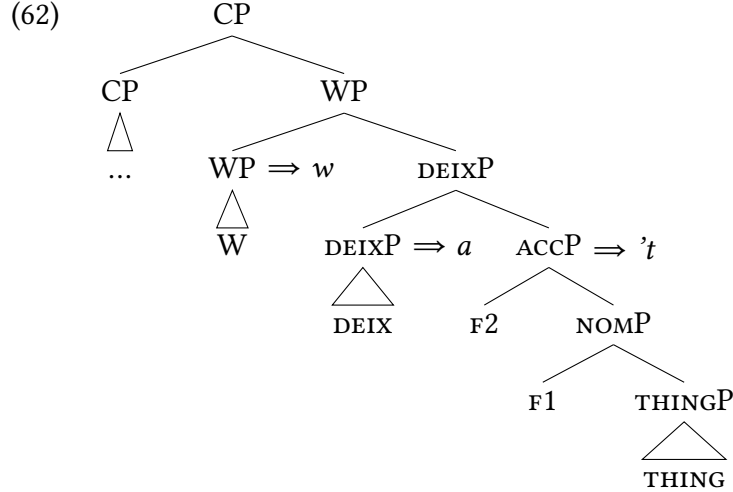 (62) CP
CP WP
... WP ⇒ w DEIXP
W DEIXP ⇒ a ACCP ⇒ 't
DEIX F2 NOMP
F1 THINGP
THING